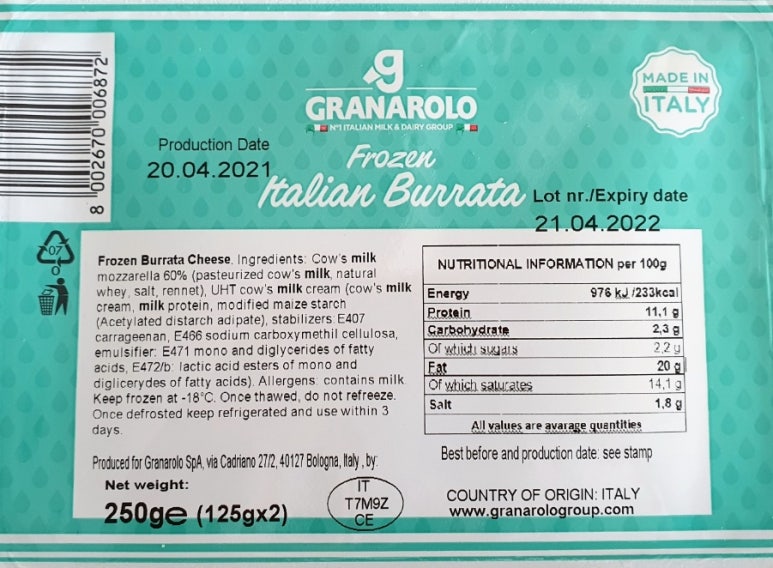 8 002670 006872
g
GRANAROLO
N°1 ITALIAN MILK & DAIRY GROUP
MADE IN
ITALY
Production Date
20.04.2021
Frozen
Italian Burrata
Lot nr./Expiry date
21.04.2022
07
O
Frozen Burrata Cheese. Ingredients: Cow's milk
mozzarella 60% (pasteurized cow's milk, natural
whey, salt, rennet), UHT cow's milk cream (cow's milk
cream, milk protein, modified maize starch
(Acetylated distarch adipate), stabilizers: E407
carrageenan, E466 sodium carboxymethil cellulosa,
emulsifier: E471 mono and diglycerides of fatty
acids, E472/b: lactic acid esters of mono and
diglicerydes of fatty acids). Allergens: contains milk.
Keep frozen at -18°C. Once thawed, do not refreeze.
Once defrosted keep refrigerated and use within 3
days.
NUTRITIONAL INFORMATION per 100g
Energy 976 kJ /233kcal
Protein 11,1 g
Carbohydrate 2,3 g
Of which sugars 2,2 g
Fat 20 g
Of which saturates 14,1 g
Salt 1,8 g
All values are avarage quantities
Best before and production date: see stamp
Produced for Granarolo SpA, via Cadriano 27/2, 40127 Bologna, Italy , by:
Net weight:
250g℮ (125gx2)
IT
T7M9Z
CE
COUNTRY OF ORIGIN: ITALY
www.granarologroup.com